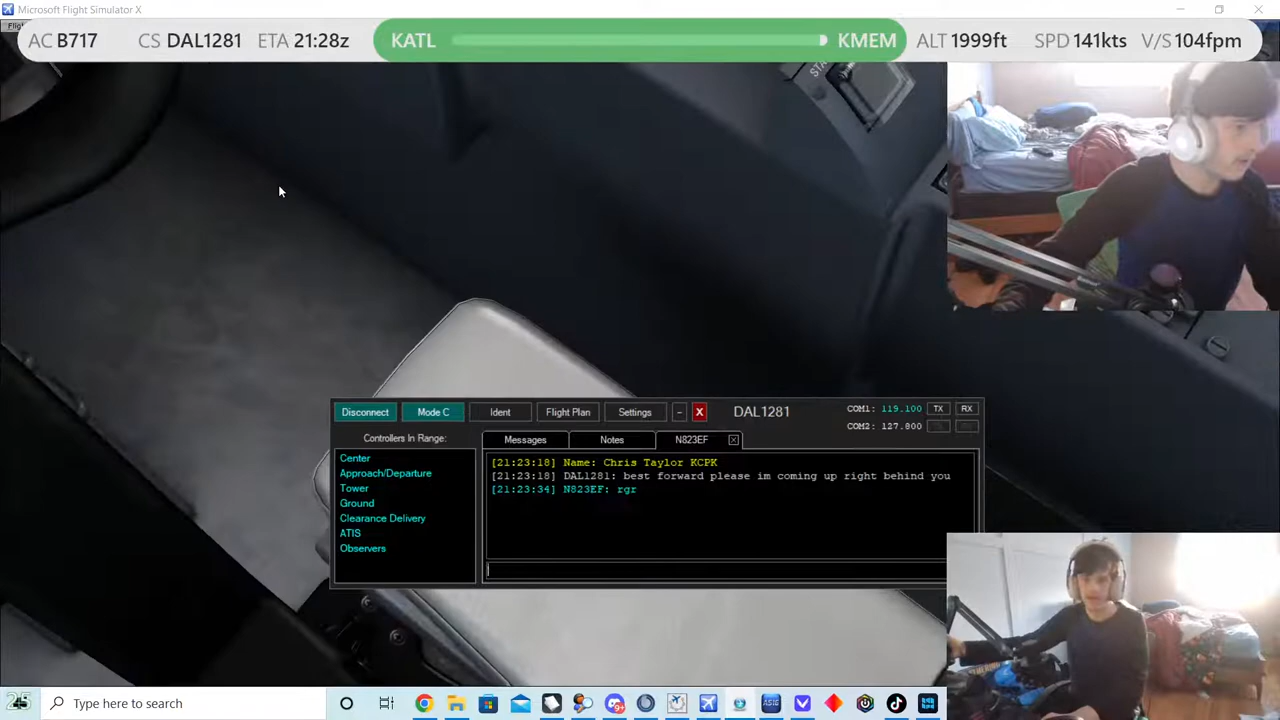 Microsoft Flight Simulator X
AC B717 CS DAL1281 ETA 21:28z KATL KMEM ALT 1999ft SPD 141kts V/S 104fpm
Disconnect Mode C Ident Flight Plan Settings – X DAL1281 COM1: 119.100 TX RX
COM2: 127.800
Controllers In Range:
Center
Approach/Departure
Tower
Ground
Clearance Delivery
ATIS
Observers
Messages Notes N823EF
[21:23:18] Name: Chris Taylor KCPK
[21:23:18] DAL1281: best forward please im coming up right behind you
[21:23:34] N823EF: rgr
Type here to search